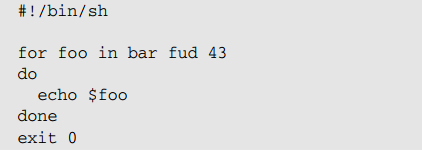 #!/bin/sh
for foo in bar fud 43
do
  echo $foo
done
exit 0